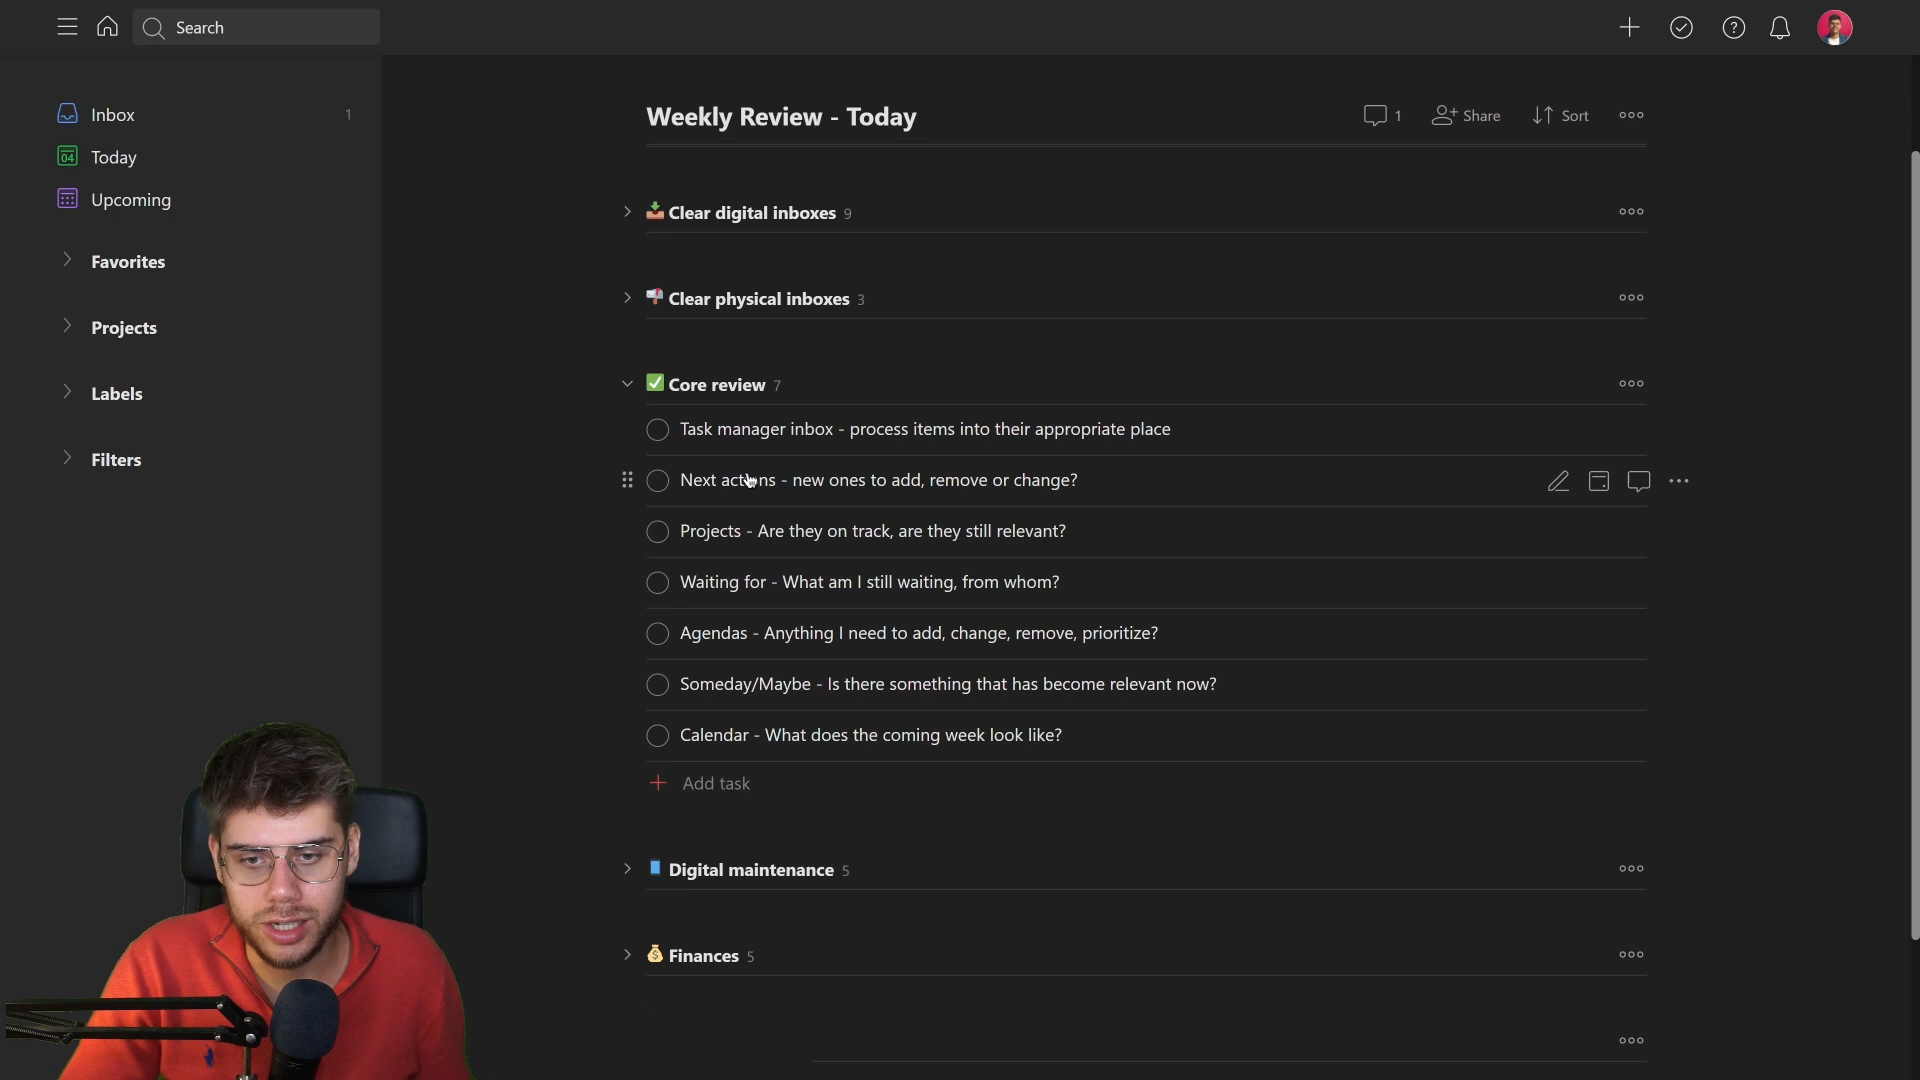 Search
Inbox 1
04 Today
Upcoming
Favorites
Projects
Labels
Filters
Weekly Review - Today
1 Share Sort
Clear digital inboxes 9
Clear physical inboxes 3
Core review 7
Task manager inbox - process items into their appropriate place
Next actions - new ones to add, remove or change?
Projects - Are they on track, are they still relevant?
Waiting for - What am I still waiting, from whom?
Agendas - Anything I need to add, change, remove, prioritize?
Someday/Maybe - Is there something that has become relevant now?
Calendar - What does the coming week look like?
Add task
Digital maintenance 5
Finances 5